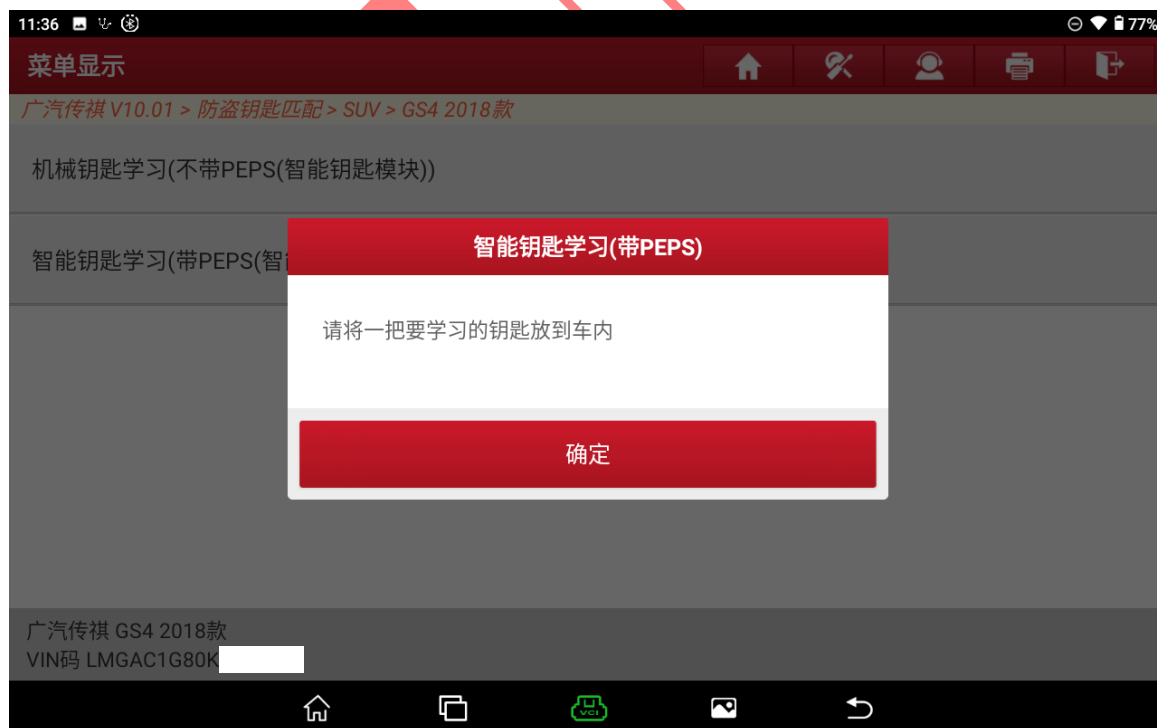 11:36
77%
菜单显示
广汽传祺 V10.01 > 防盗钥匙匹配 > SUV > GS4 2018款
机械钥匙学习(不带PEPS(智能钥匙模块))
智能钥匙学习(带PEPS(智
智能钥匙学习(带PEPS)
请将一把要学习的钥匙放到车内
确定
广汽传祺 GS4 2018款
VIN码 LMGAC1G80K
VCI